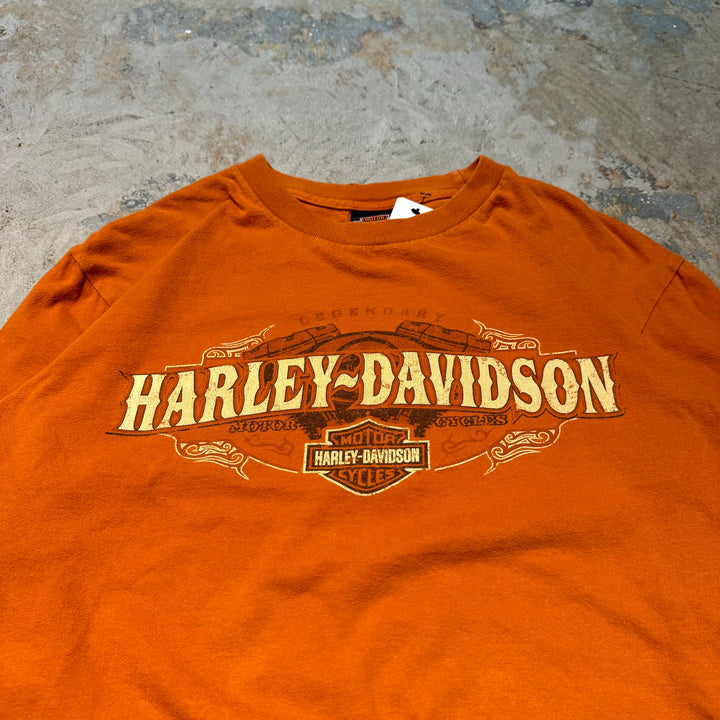 LEGENDARY
HARLEY~DAVIDSON
MOTOR CYCLES
MOTOR
HARLEY-DAVIDSON
CYCLES